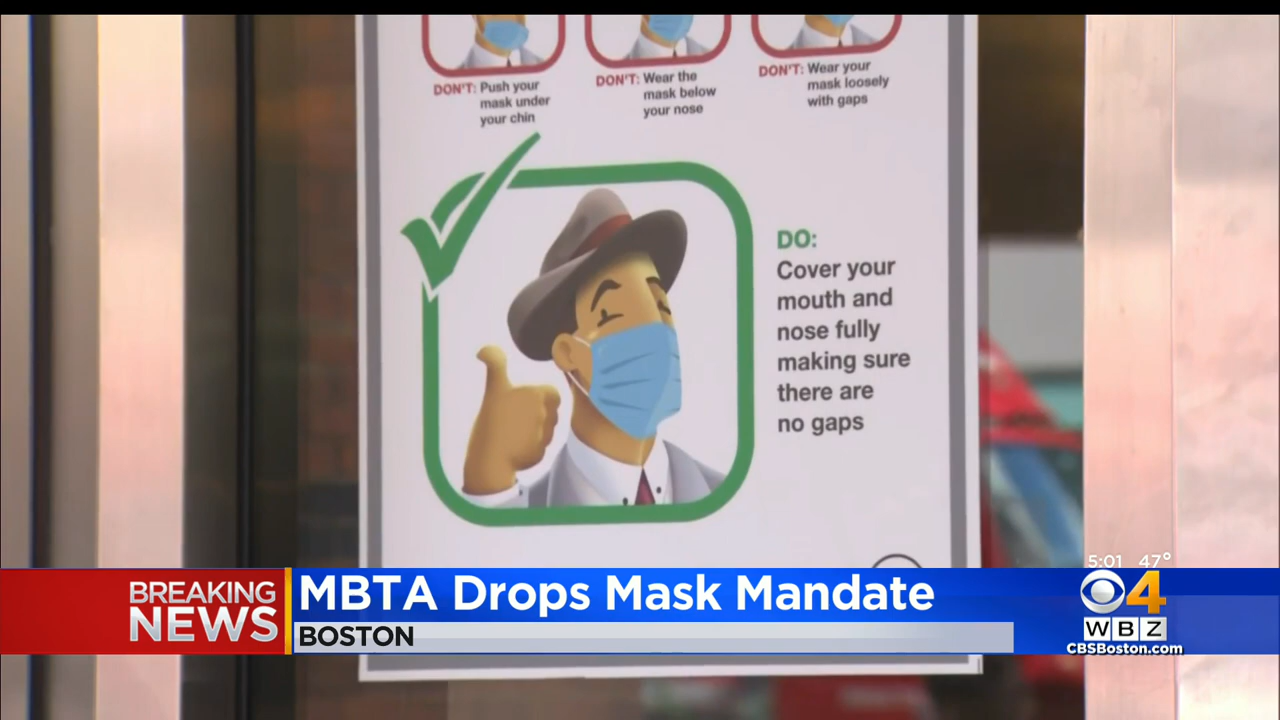 DON'T: Push your
mask under
your chin
DON'T: Wear the
mask below
your nose
DON'T: Wear your
mask loosely
with gaps
DO:
Cover your
mouth and
nose fully
making sure
there are
no gaps
5:01 47°
BREAKING
NEWS
MBTA Drops Mask Mandate
BOSTON
4
WBZ
CBSBoston.com